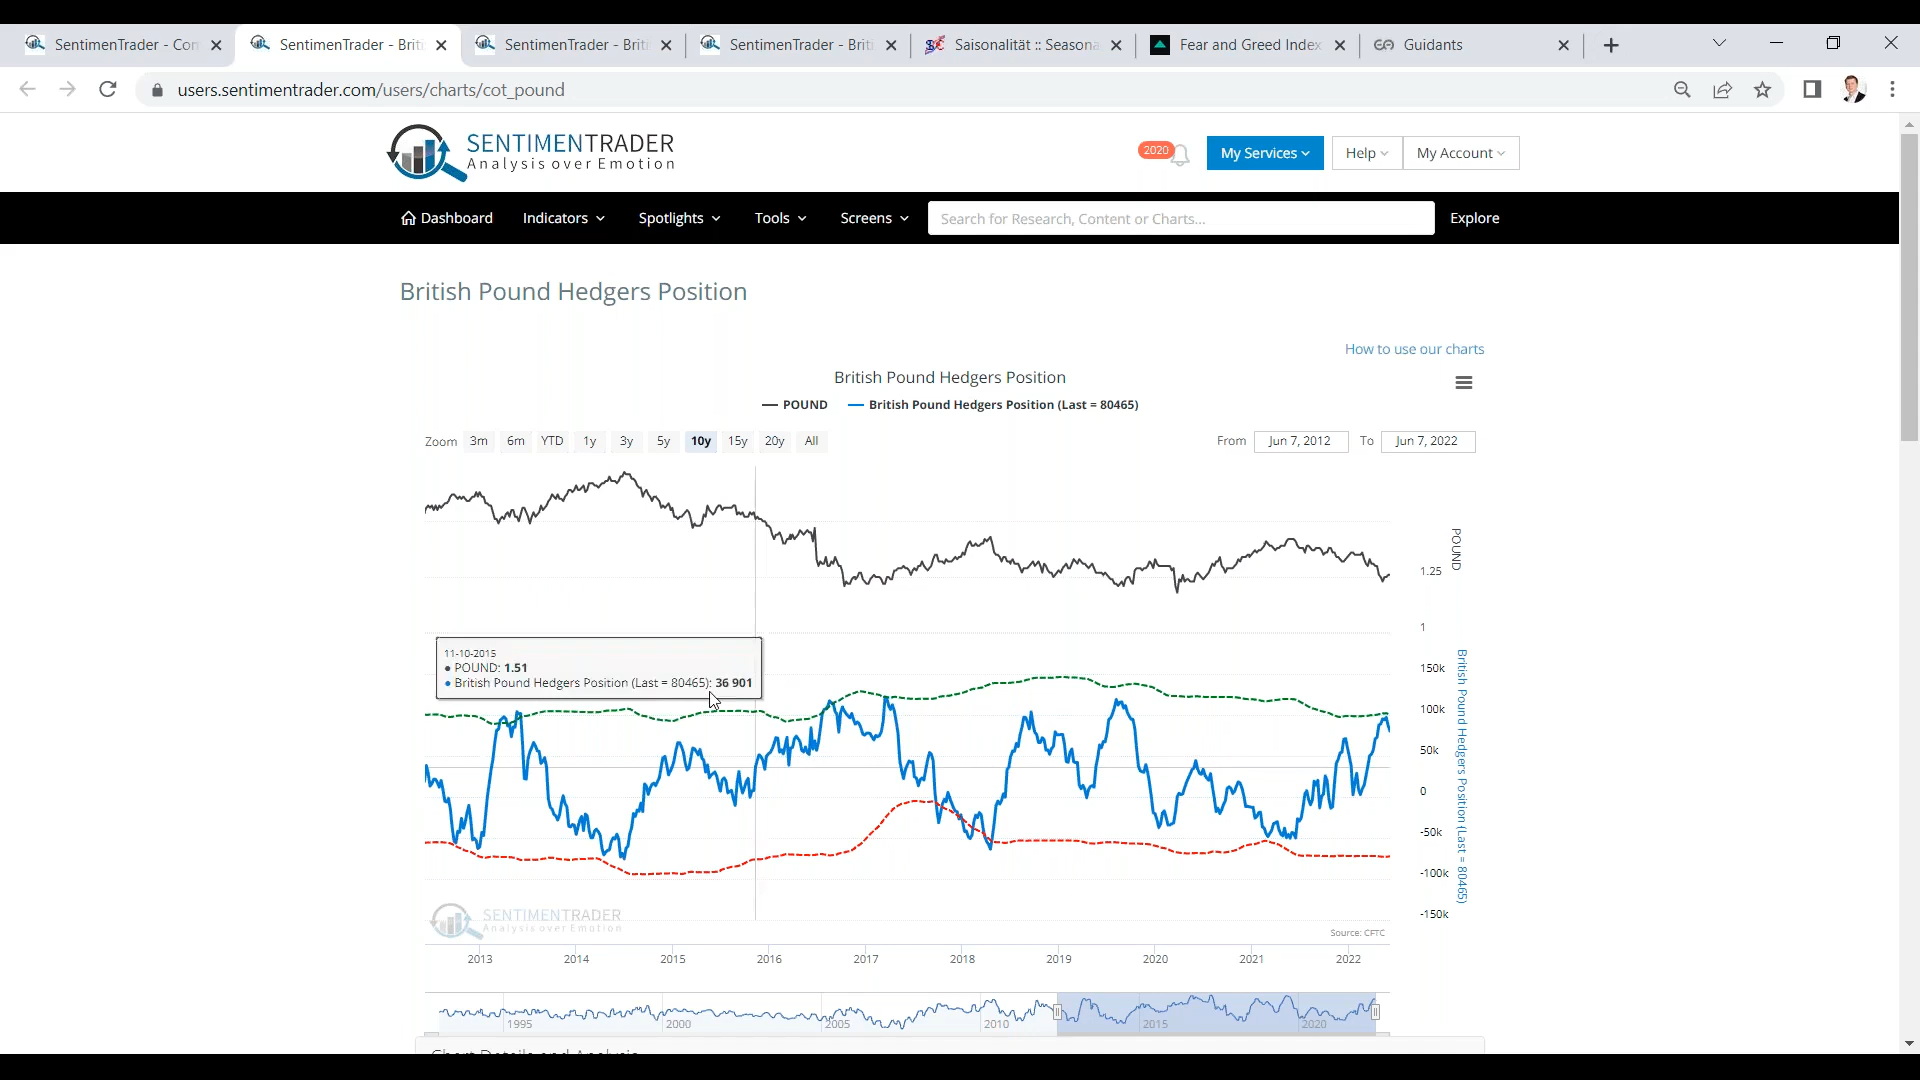 SentimenTrader - Con
SentimenTrader - Brit
SentimenTrader - Briti
SentimenTrader - Briti
Saisonalität :: Seasona
Fear and Greed Index
Guidants
users.sentimentrader.com/users/charts/cot_pound
SENTIMENTRADER
Analysis over Emotion
2020
My Services
Help
My Account
Dashboard
Indicators
Spotlights
Tools
Screens
Search for Research, Content or Charts...
Explore
British Pound Hedgers Position
How to use our charts
British Pound Hedgers Position
POUND
British Pound Hedgers Position (Last = 80465)
Zoom
3m
6m
YTD
1y
3y
5y
10y
15y
20y
All
From
Jun 7, 2012
To
Jun 7, 2022
POUND
1.25
1
11-10-2015
● POUND: 1.51
● British Pound Hedgers Position (Last = 80465): 36 901
150k
100k
50k
0
-50k
-100k
-150k
British Pound Hedgers Position (Last = 80465)
SENTIMENTRADER
Analysis over Emotion
Source: CFTC
2013
2014
2015
2016
2017
2018
2019
2020
2021
2022
1995
2000
2005
2010
2015
2020
Chart Details and Analysis